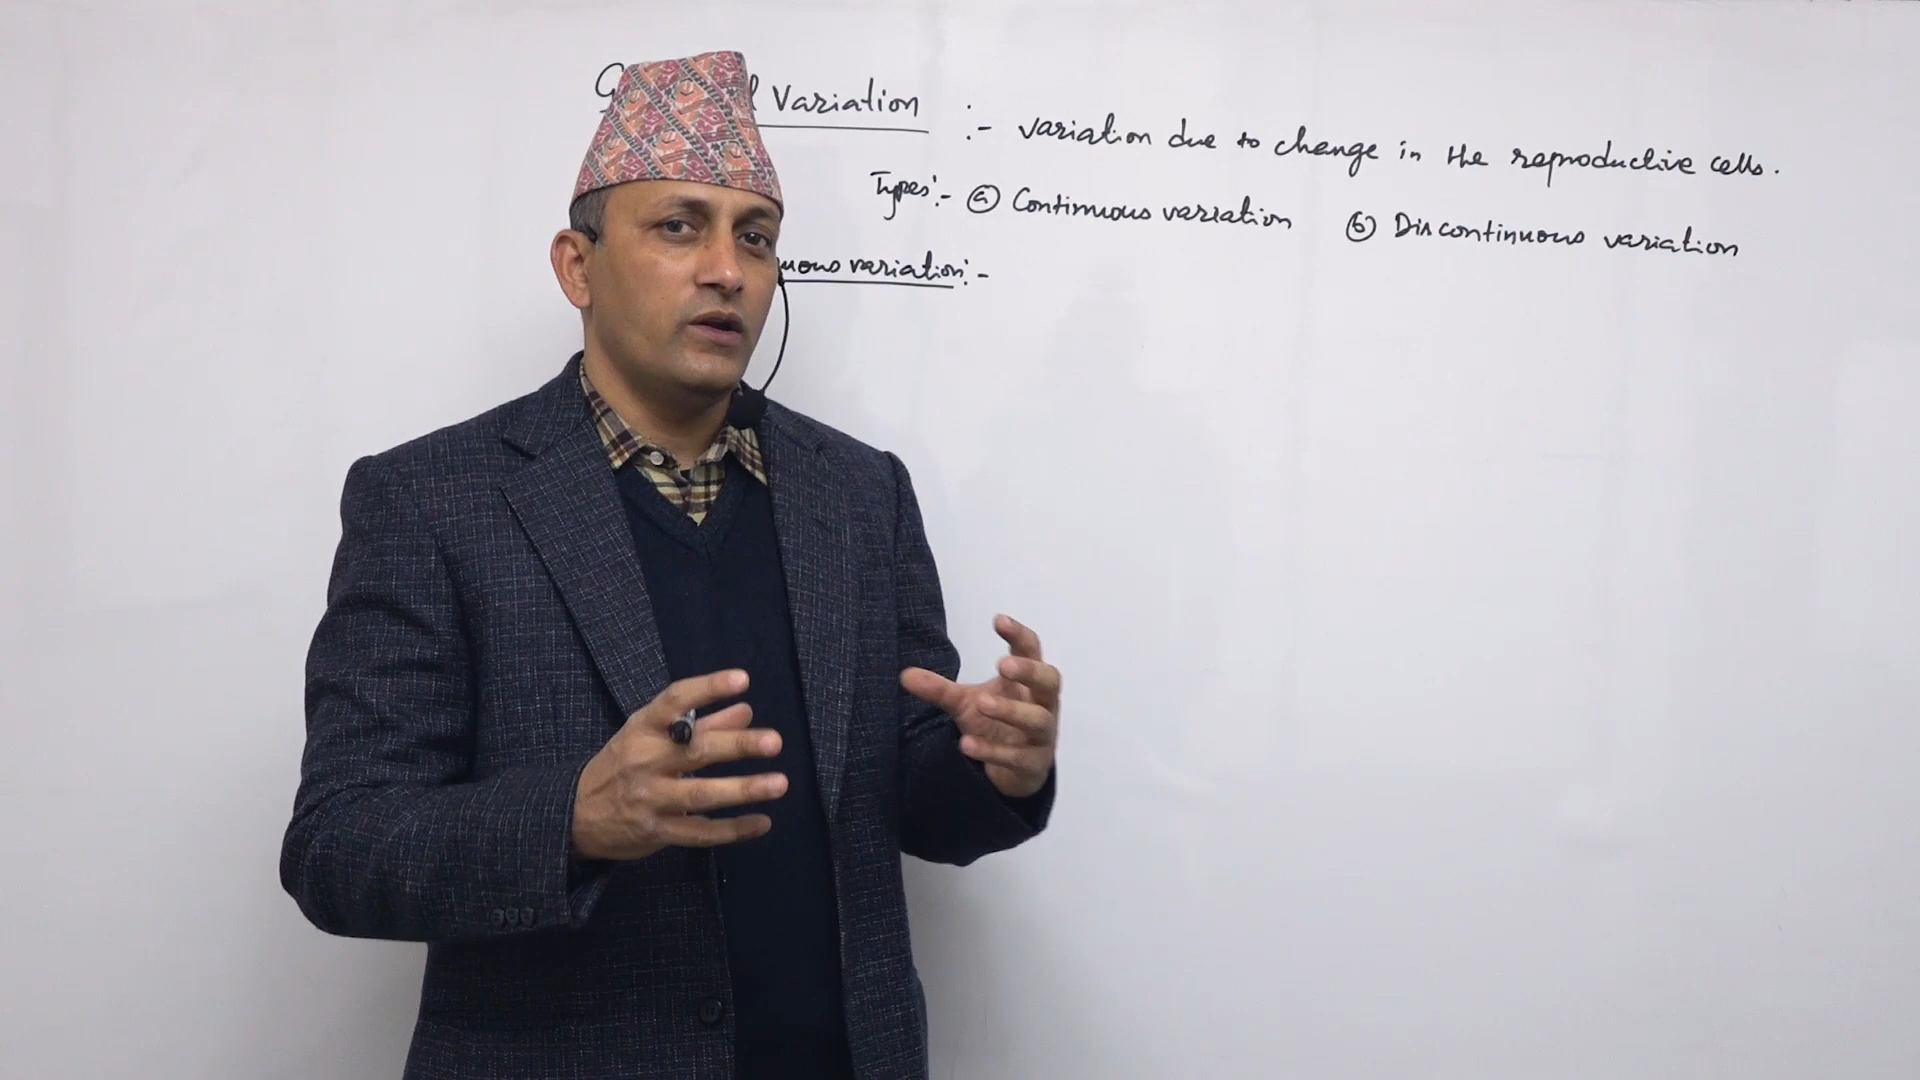 Variation :- variation due to change in the reproductive cells.
Types:- (a) Continuous variation (b) Discontinuous variation
variation:-